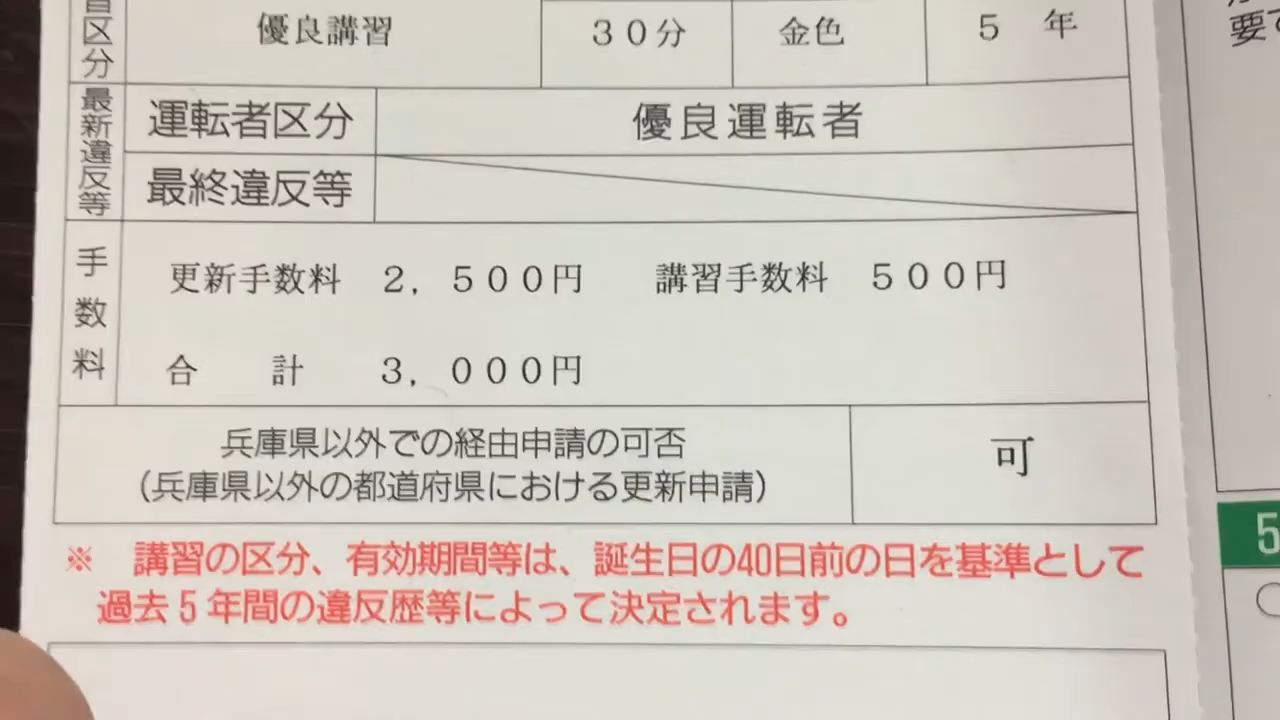 習区分
優良講習 30分 金色 5 年
最新違反等
運転者区分 優良運転者
最終違反等
手数料
更新手数料 2,500円 講習手数料 500円
合 計 3,000円
兵庫県以外での経由申請の可否
(兵庫県以外の都道府県における更新申請)
可
※ 講習の区分、有効期間等は、誕生日の40日前の日を基準として
過去5年間の違反歴等によって決定されます。
要で
5